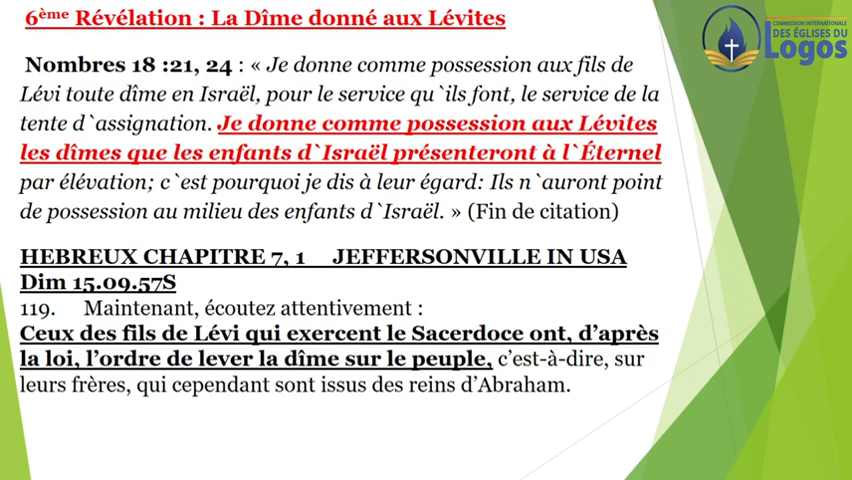 6ème Révélation : La Dîme donné aux Lévites
COMMISSION INTERNATIONALE
DES ÉGLISES DU
Logos
Nombres 18 :21, 24 : « Je donne comme possession aux fils de
Lévi toute dîme en Israël, pour le service qu`ils font, le service de la
tente d`assignation. Je donne comme possession aux Lévites
les dîmes que les enfants d`Israël présenteront à l`Éternel
par élévation; c`est pourquoi je dis à leur égard: Ils n`auront point
de possession au milieu des enfants d`Israël. » (Fin de citation)
HEBREUX CHAPITRE 7, 1 JEFFERSONVILLE IN USA
Dim 15.09.57S
119. Maintenant, écoutez attentivement :
Ceux des fils de Lévi qui exercent le Sacerdoce ont, d’après
la loi, l’ordre de lever la dîme sur le peuple, c’est-à-dire, sur
leurs frères, qui cependant sont issus des reins d’Abraham.